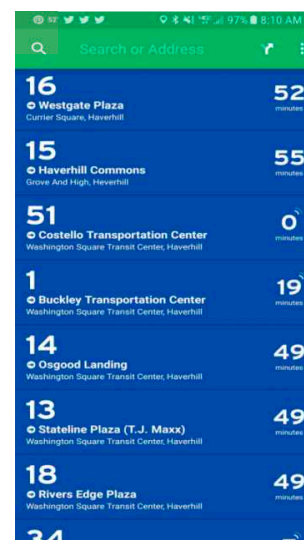 53° 97% 8:10 AM
Search or Address
16
Westgate Plaza
Currier Square, Haverhill
52
minutes
15
Haverhill Commons
Grove And High, Heverhill
55
minutes
51
Costello Transportation Center
Washington Square Transit Center, Haverhill
0
minutes
1
Buckley Transportation Center
Washington Square Transit Center, Haverhill
19
minutes
14
Osgood Landing
Washington Square Transit Center, Haverhill
49
minutes
13
Stateline Plaza (T.J. Maxx)
Washington Square Transit Center, Haverhill
49
minutes
18
Rivers Edge Plaza
Washington Square Transit Center, Haverhill
49
minutes
34